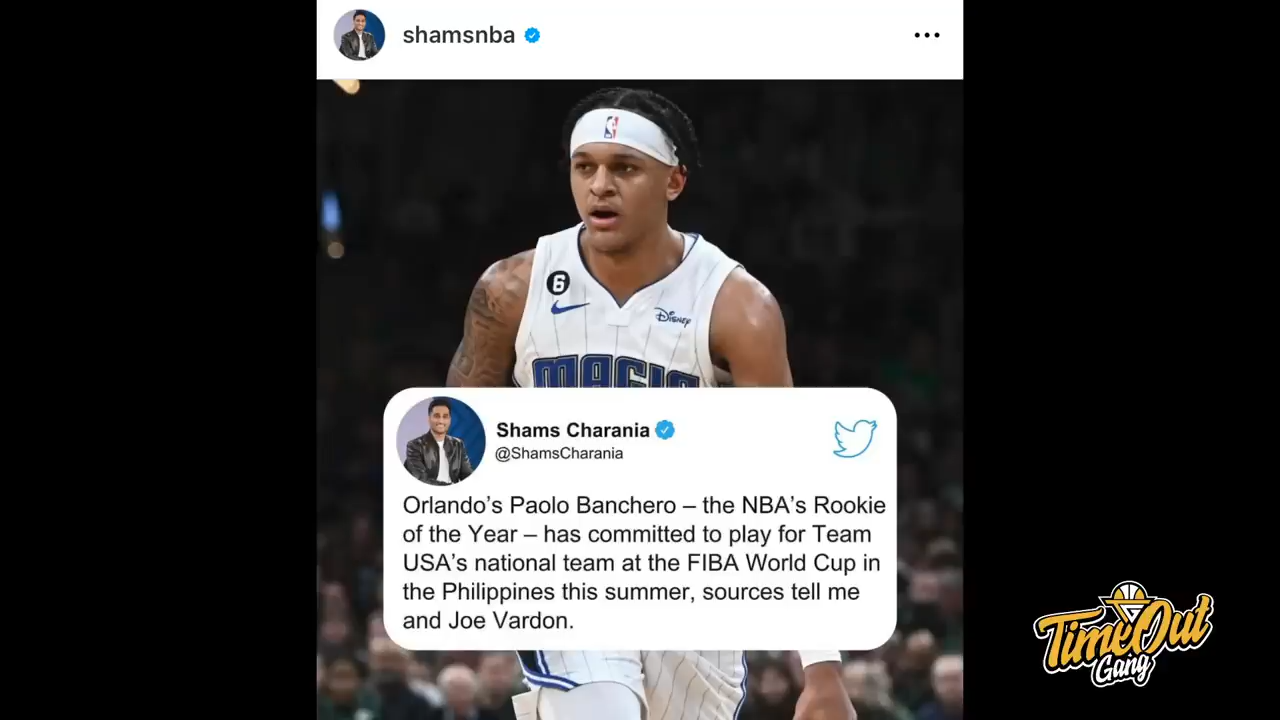 shamsnba
6
Disney
MAGIC
Shams Charania
@ShamsCharania
Orlando’s Paolo Banchero – the NBA’s Rookie
of the Year – has committed to play for Team
USA’s national team at the FIBA World Cup in
the Philippines this summer, sources tell me
and Joe Vardon.
TimeOut
Gang